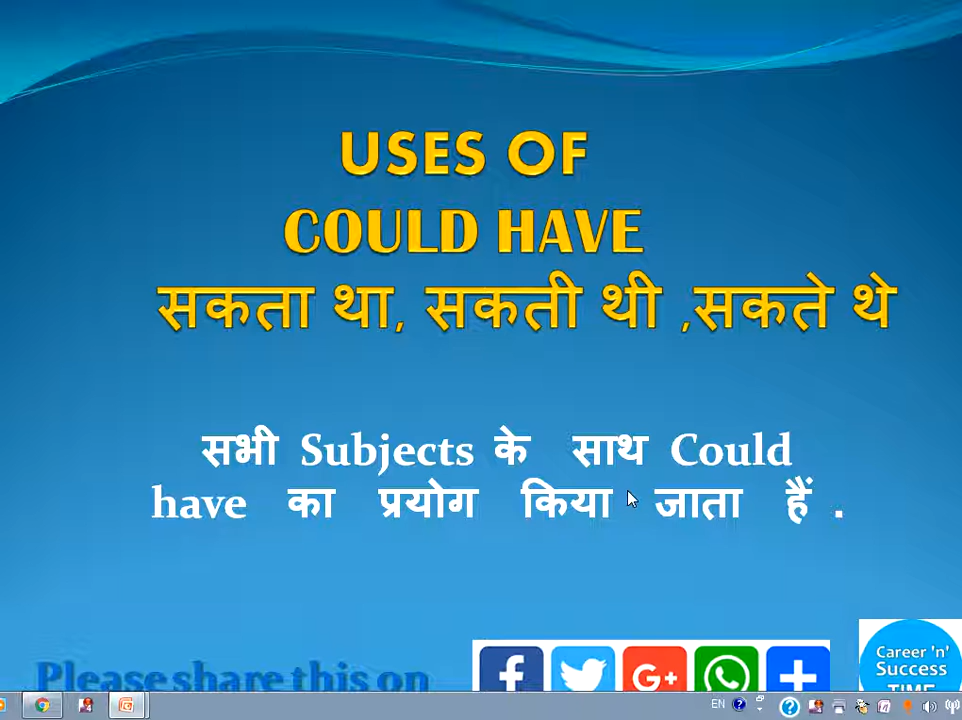 USES OF
COULD HAVE
सकता था, सकती थी ,सकते थे
सभी Subjects के साथ Could
have का प्रयोग किया जाता हैं .
Please share this on
Career 'n'
Success
TIME
EN